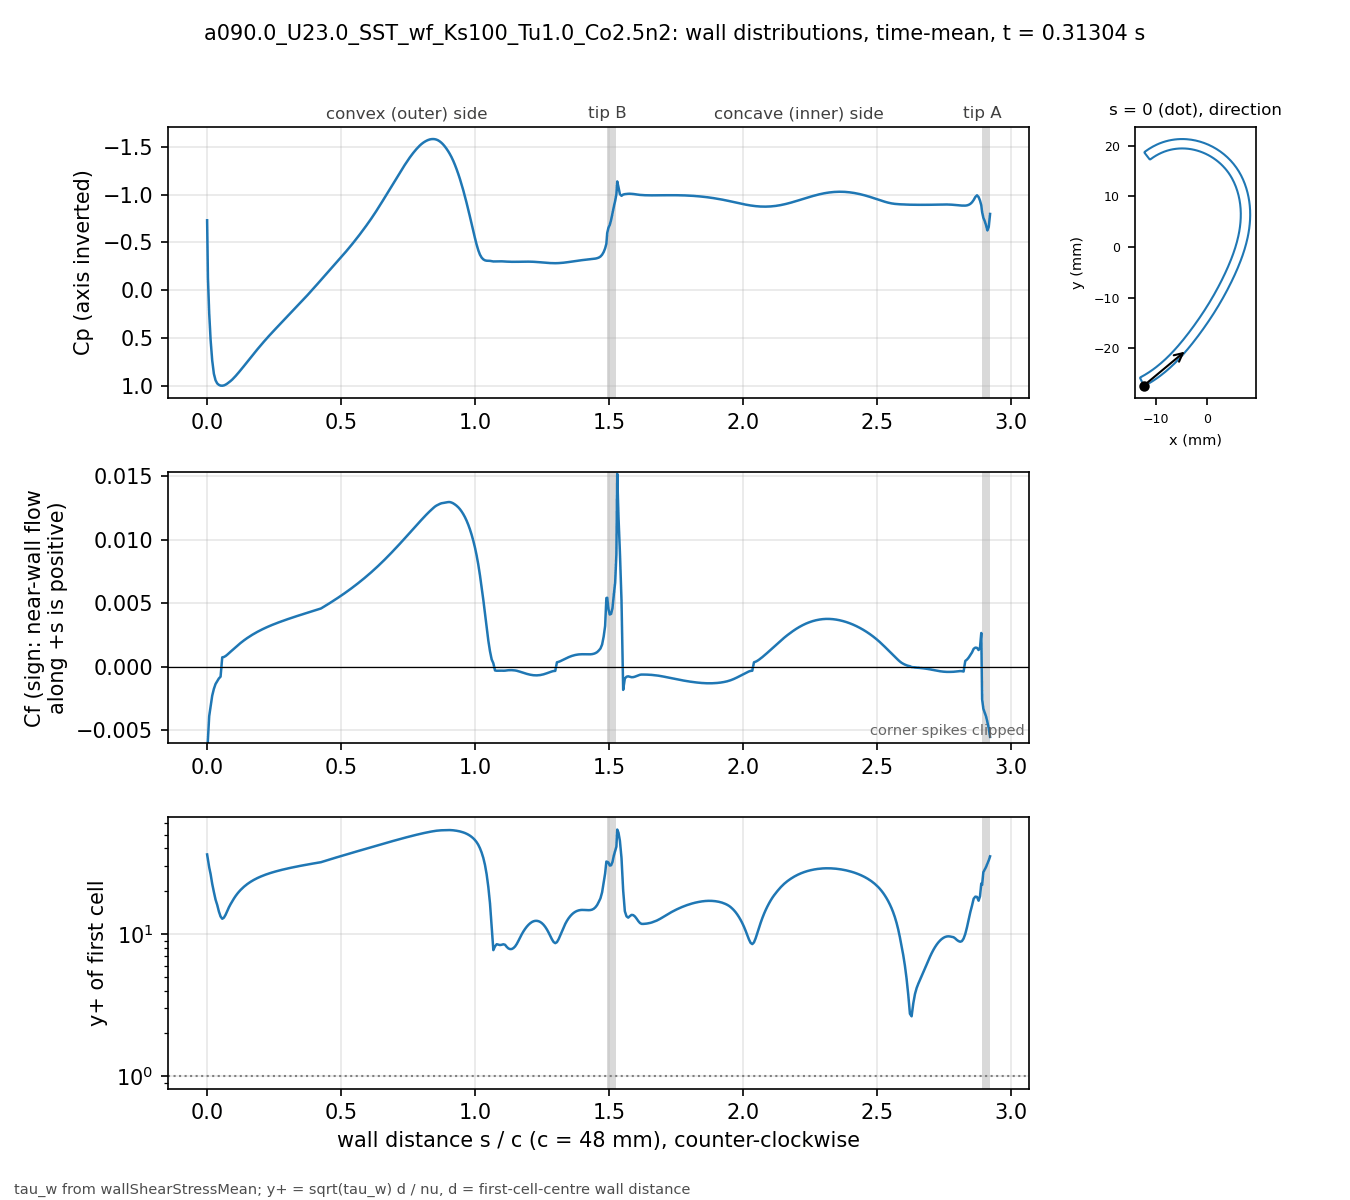 a090.0_U23.0_SST_wf_Ks100_Tu1.0_Co2.5n2: wall distributions, time-mean, t = 0.31304 s
convex (outer) side
tip B
concave (inner) side
tip A
s = 0 (dot), direction
Cp (axis inverted)
−1.5
−1.0
−0.5
0.0
0.5
1.0
0.0 0.5 1.0 1.5 2.0 2.5 3.0
y (mm)
20
10
0
−10
−20
−10 0
x (mm)
Cf (sign: near-wall flow
along +s is positive)
0.015
0.010
0.005
0.000
−0.005
corner spikes clipped
0.0 0.5 1.0 1.5 2.0 2.5 3.0
y+ of first cell
10¹
10⁰
0.0 0.5 1.0 1.5 2.0 2.5 3.0
wall distance s / c (c = 48 mm), counter-clockwise
tau_w from wallShearStressMean; y+ = sqrt(tau_w) d / nu, d = first-cell-centre wall distance